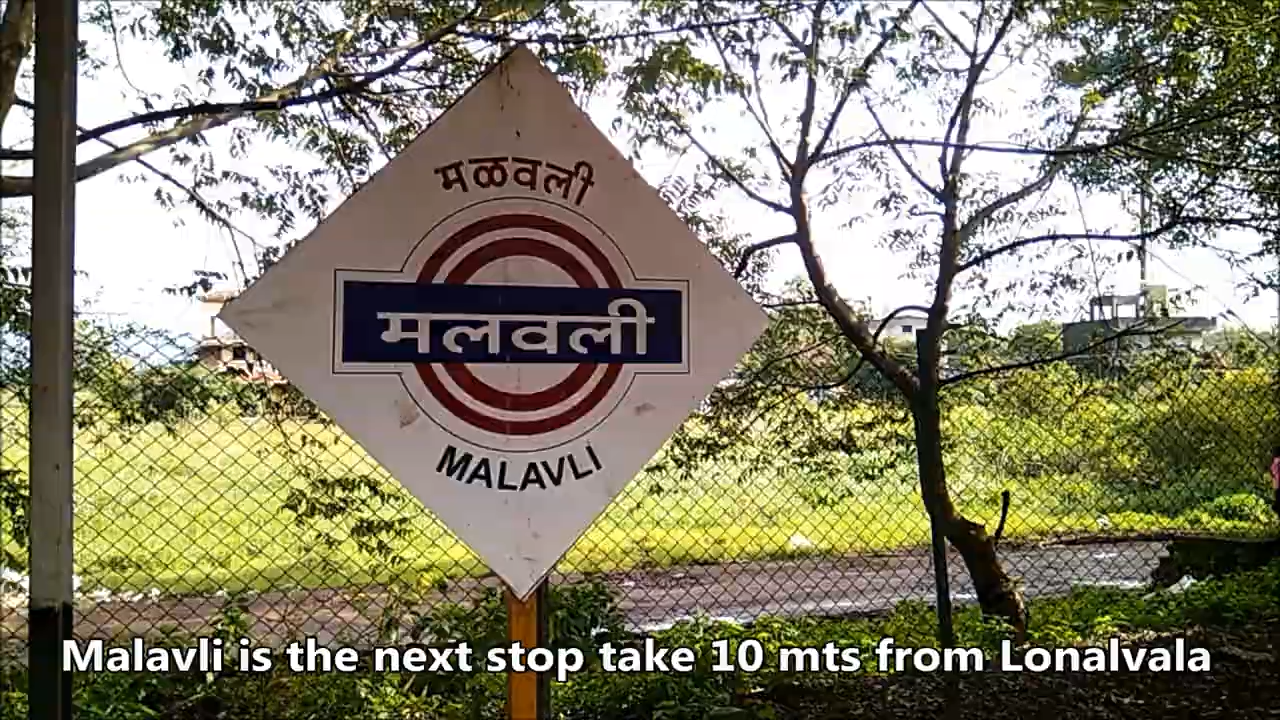 मळवली
मलवली
MALAVLI
Malavli is the next stop take 10 mts from Lonalvala